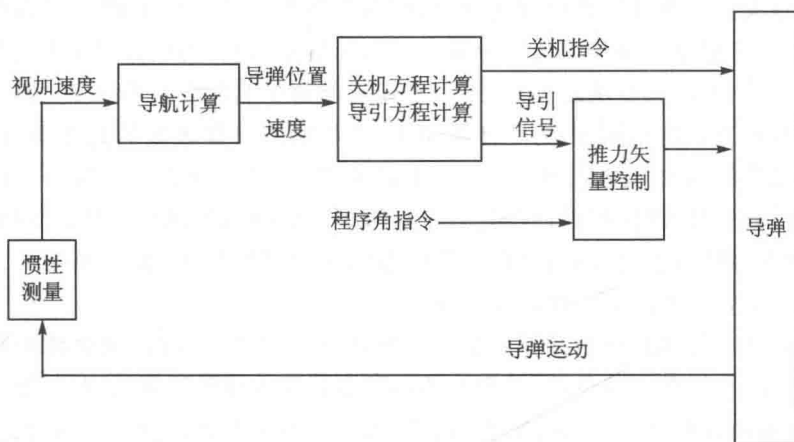 关机指令
视加速度
导航计算
导弹位置
速度
关机方程计算
导引方程计算
导引
信号
推力矢
量控制
程序角指令
导弹
惯性
测量
导弹运动